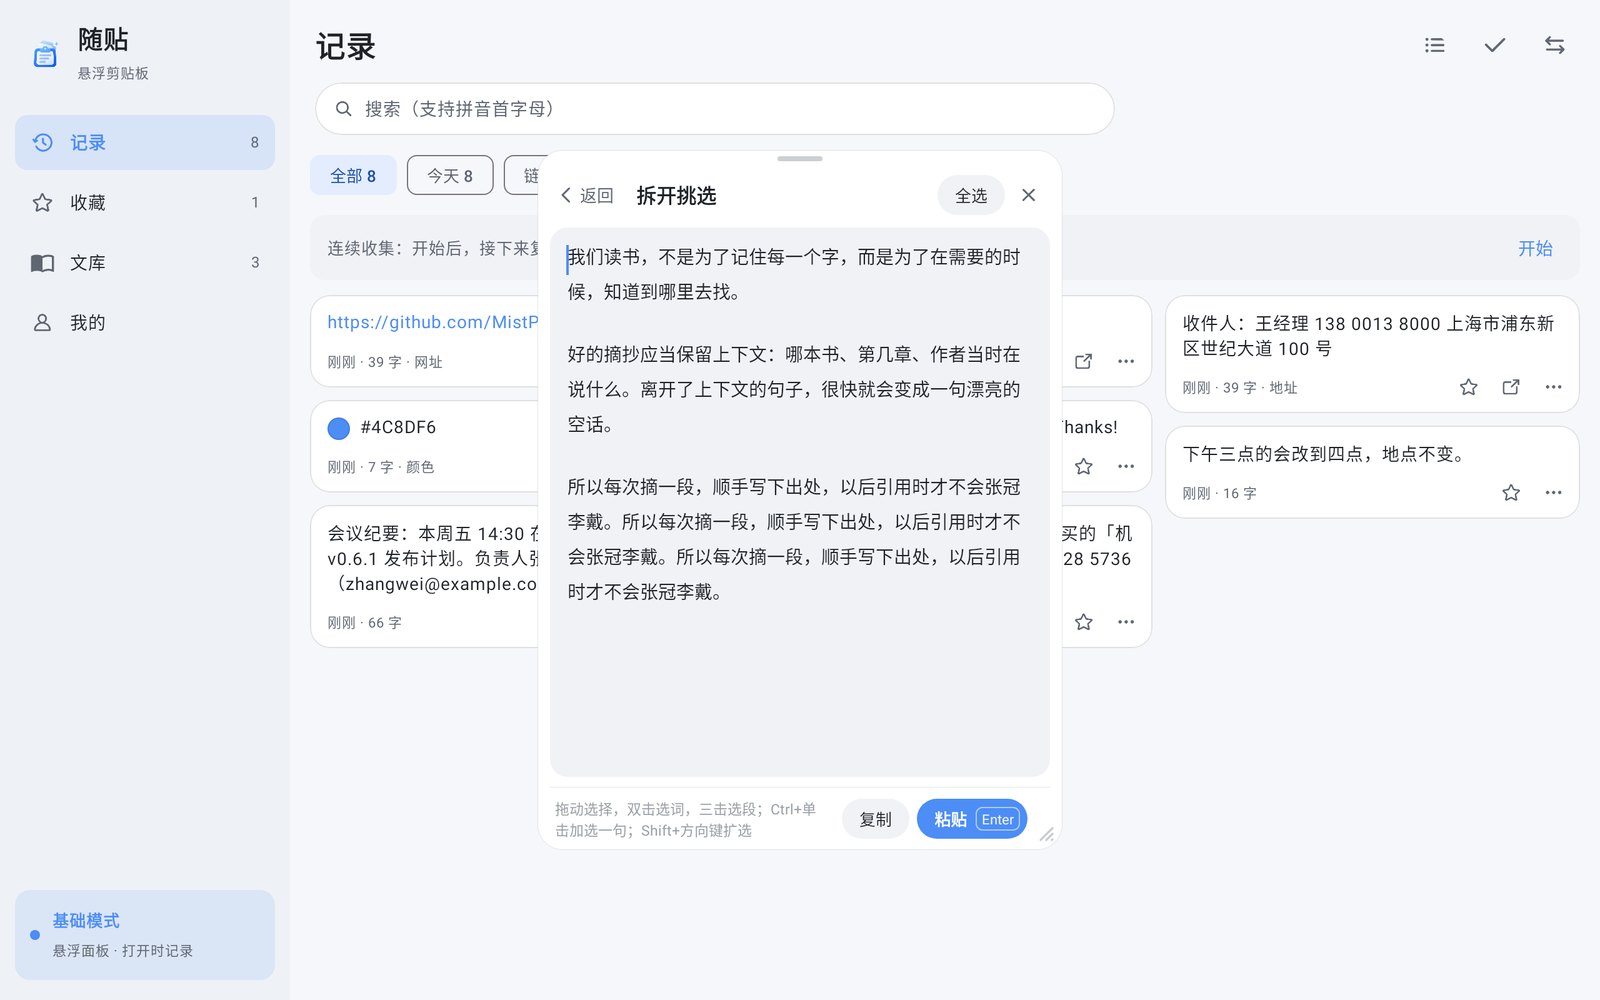 随贴
悬浮剪贴板
记录 8
收藏 1
文库 3
我的
基础模式
悬浮面板 · 打开时记录
记录
搜索（支持拼音首字母）
全部 8
今天 8
链
连续收集：开始后，接下来复
开始
https://github.com/MistP
刚刚 · 39 字 · 网址
#4C8DF6
刚刚 · 7 字 · 颜色
会议纪要：本周五 14:30 在
v0.6.1 发布计划。负责人张
（zhangwei@example.co
刚刚 · 66 字
hanks!
买的「机
28 5736
收件人：王经理 138 0013 8000 上海市浦东新
区世纪大道 100 号
刚刚 · 39 字 · 地址
下午三点的会改到四点，地点不变。
刚刚 · 16 字
返回
拆开挑选
全选
我们读书，不是为了记住每一个字，而是为了在需要的时
候，知道到哪里去找。
好的摘抄应当保留上下文：哪本书、第几章、作者当时在
说什么。离开了上下文的句子，很快就会变成一句漂亮的
空话。
所以每次摘一段，顺手写下出处，以后引用时才不会张冠
李戴。所以每次摘一段，顺手写下出处，以后引用时才不
会张冠李戴。所以每次摘一段，顺手写下出处，以后引用
时才不会张冠李戴。
拖动选择，双击选词，三击选段；Ctrl+单
击加选一句；Shift+方向键扩选
复制
粘贴 Enter